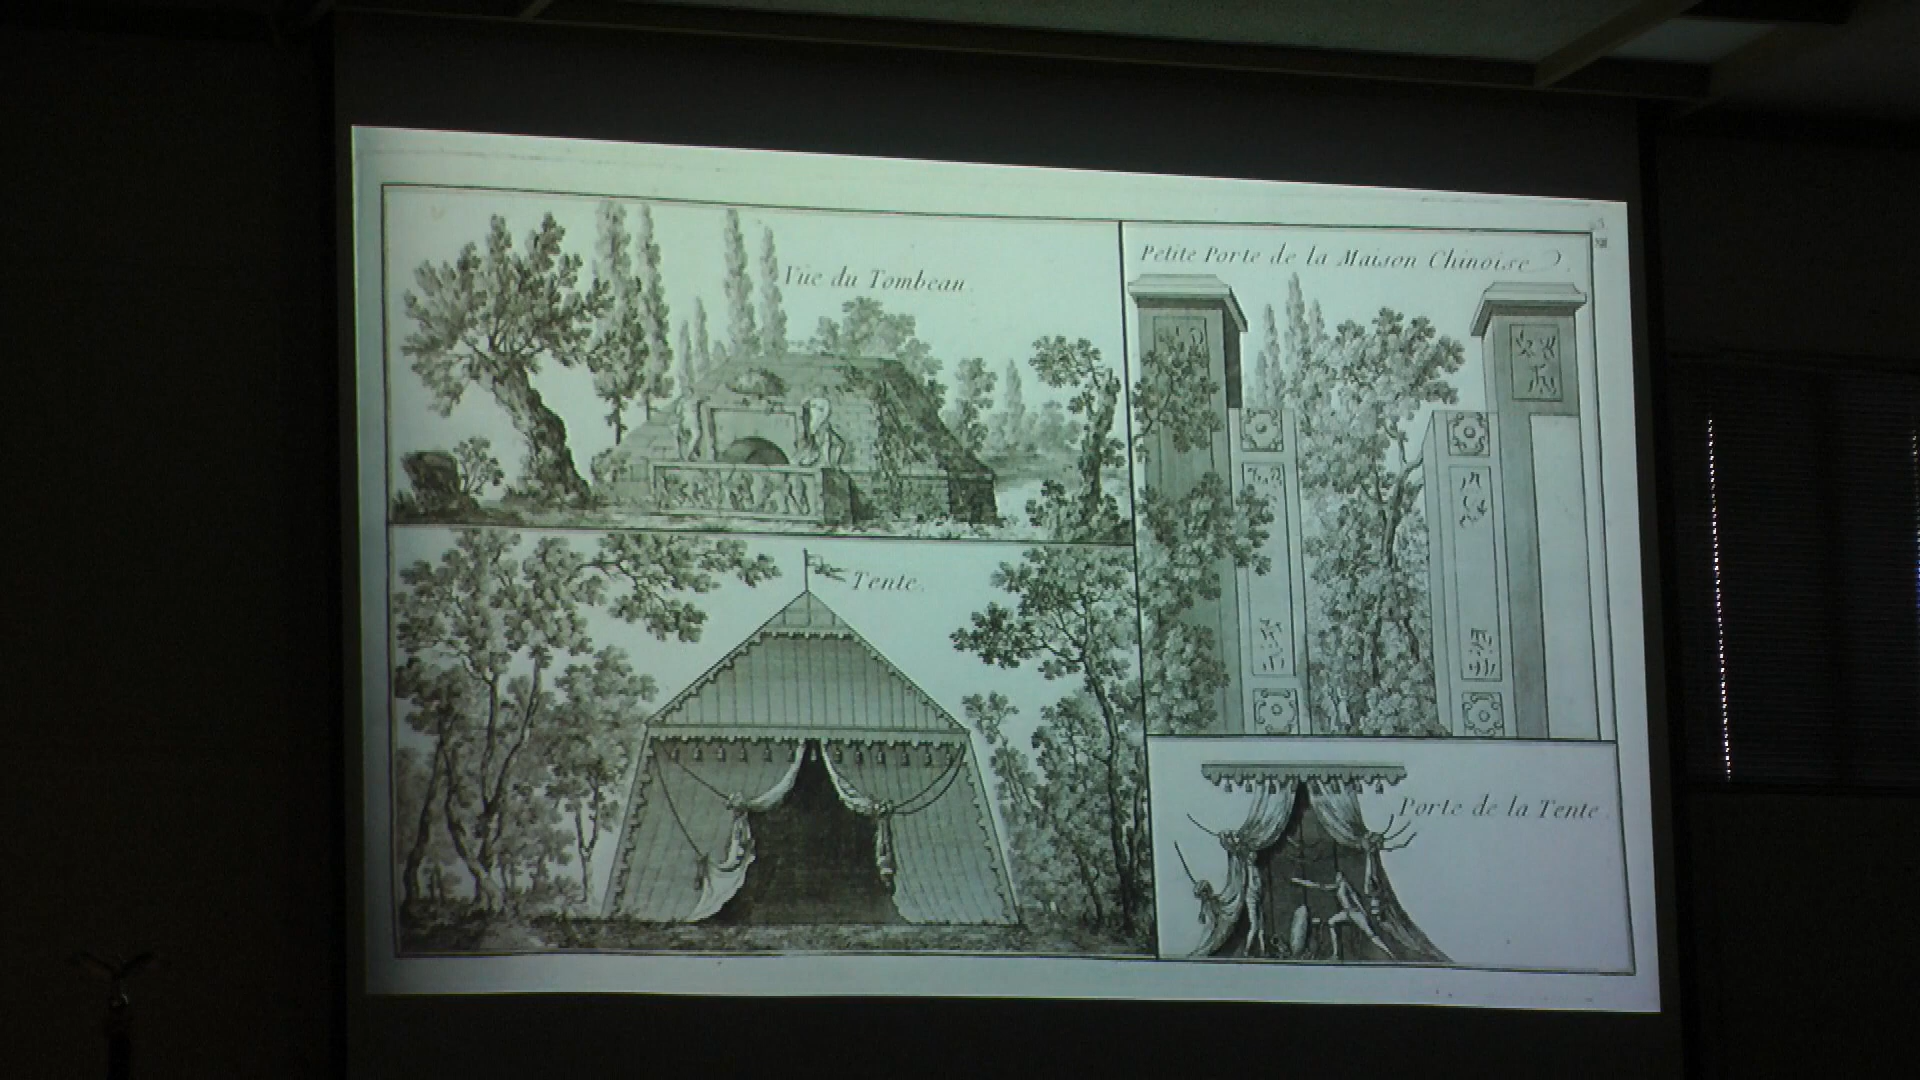 Vue du Tombeau.
Petite Porte de la Maison Chinoise.
Tente.
Porte de la Tente.